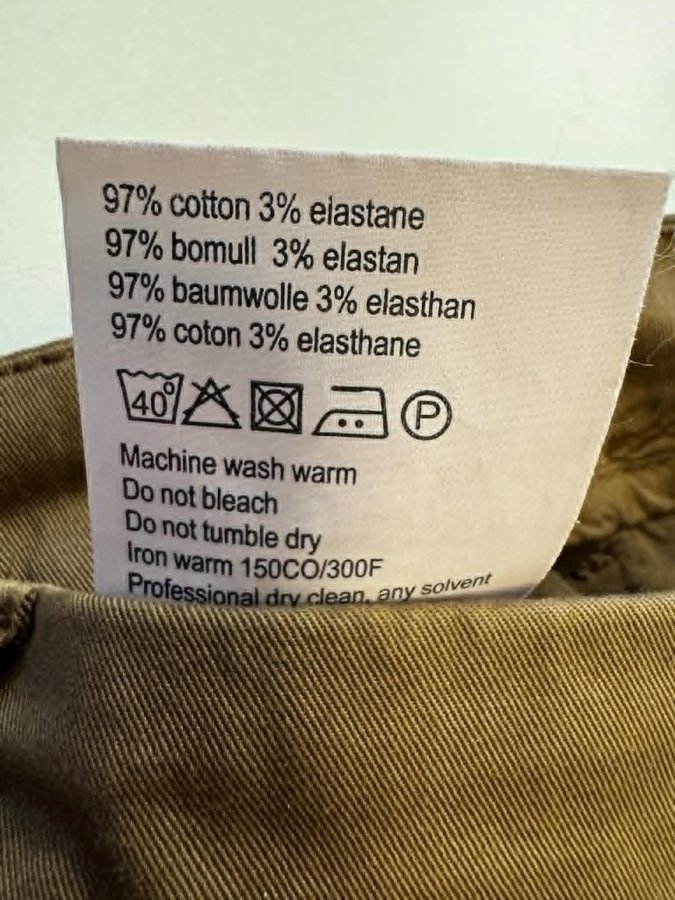 97% cotton 3% elastane
97% bomull 3% elastan
97% baumwolle 3% elasthan
97% coton 3% elasthane
40° P
Machine wash warm
Do not bleach
Do not tumble dry
Iron warm 150CO/300F
Professional dry clean, any solvent